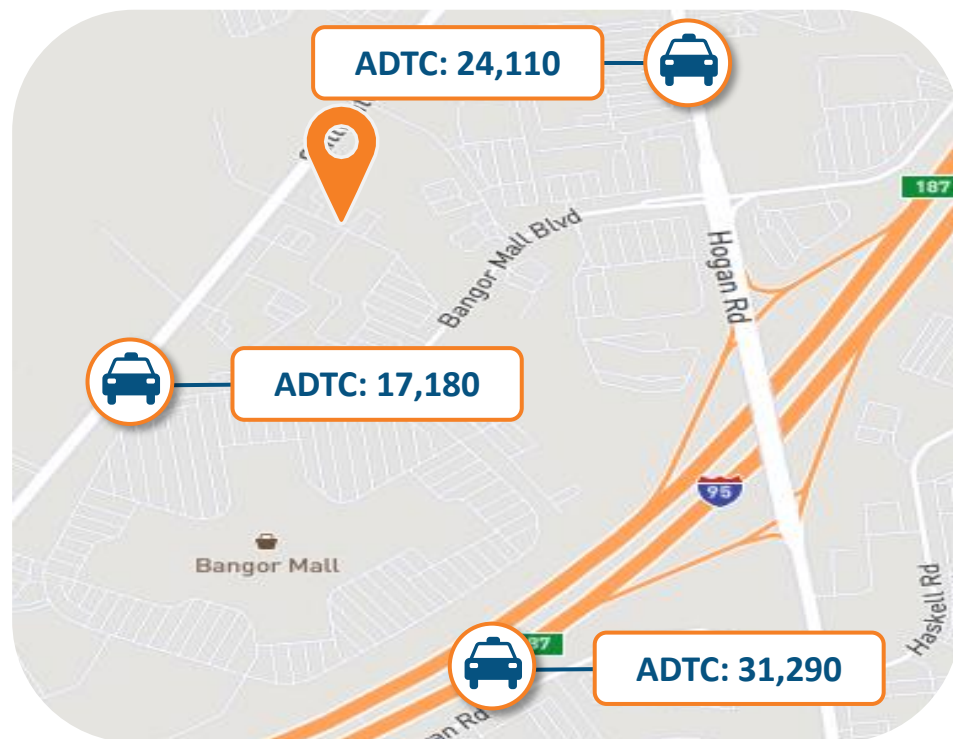 ADTC: 24,110
187
Bangor Mall Blvd
Hogan Rd
ADTC: 17,180
95
Bangor Mall
Haskell Rd
ADTC: 31,290
Rd